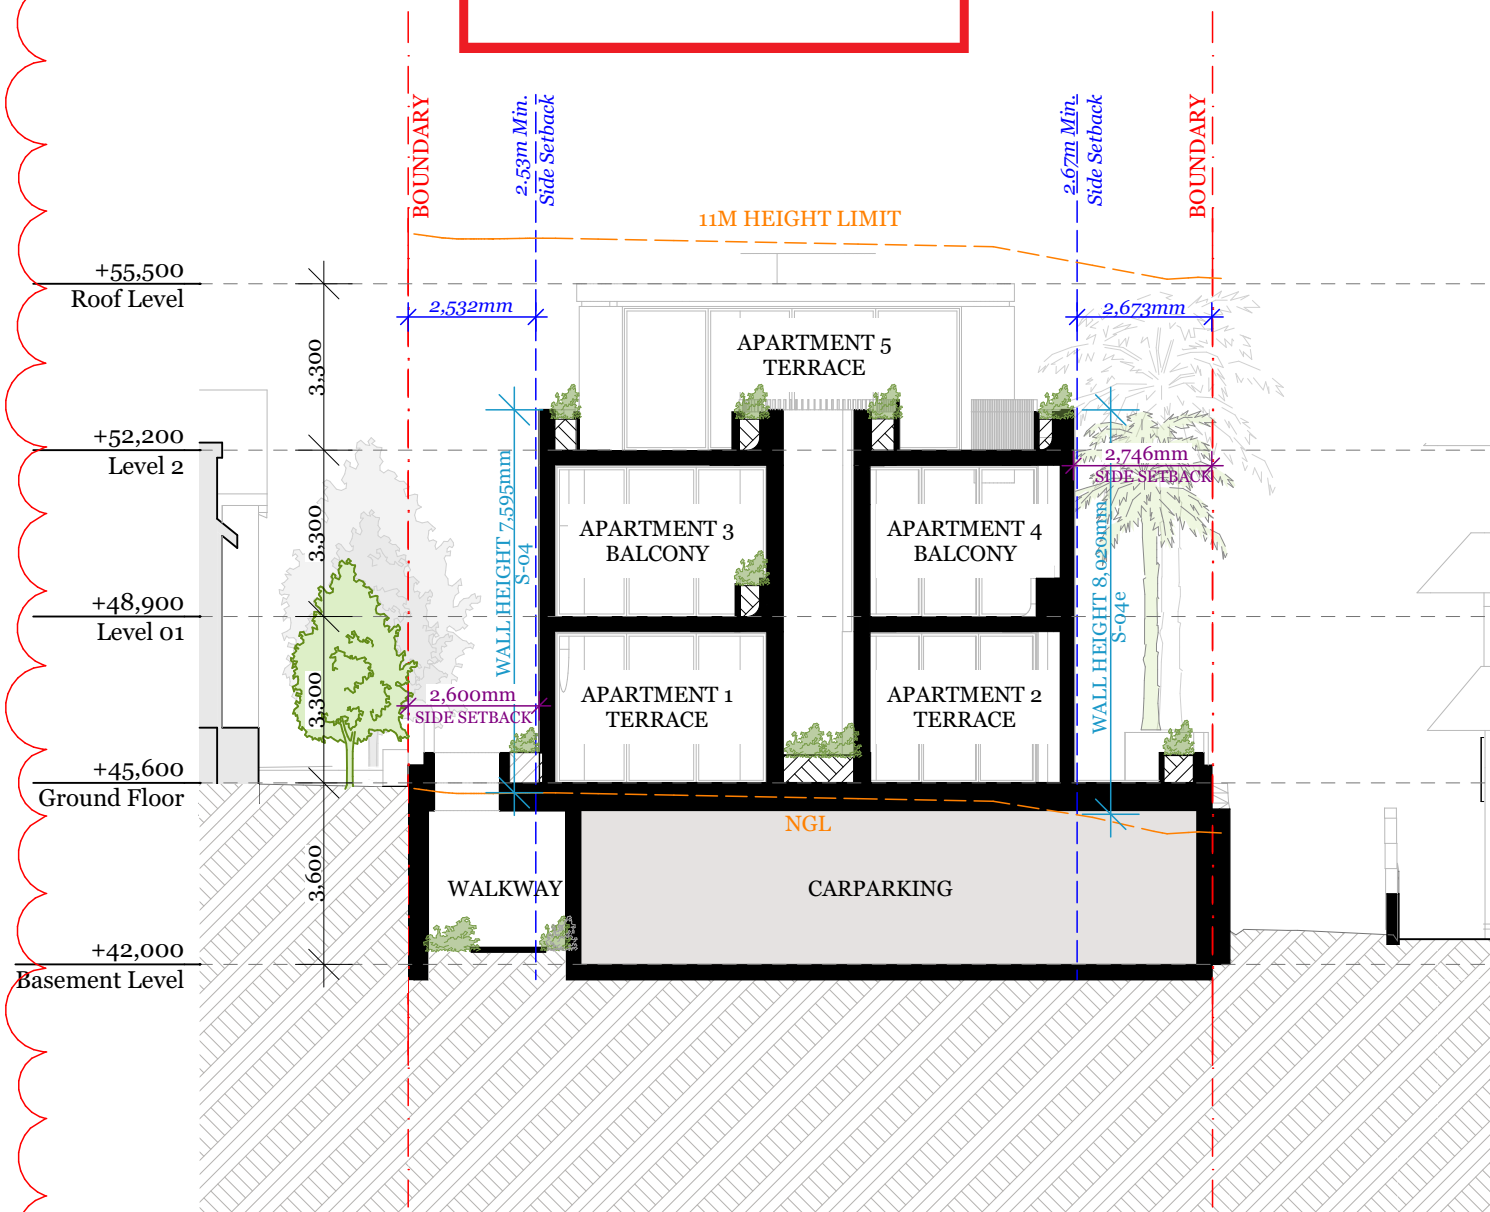 BOUNDARY
2.53m Min.
Side Setback
2.67m Min.
Side Setback
BOUNDARY
11M HEIGHT LIMIT
+55,500
Roof Level
2,532mm
2,673mm
3,300
APARTMENT 5
TERRACE
+52,200
Level 2
2,746mm
SIDE SETBACK
3,300
WALL HEIGHT 7,595mm
S-04
APARTMENT 3
BALCONY
APARTMENT 4
BALCONY
WALL HEIGHT 8,020mm
S-04e
+48,900
Level 01
3,300
2,600mm
SIDE SETBACK
APARTMENT 1
TERRACE
APARTMENT 2
TERRACE
+45,600
Ground Floor
NGL
3,600
WALKWAY
CARPARKING
+42,000
Basement Level